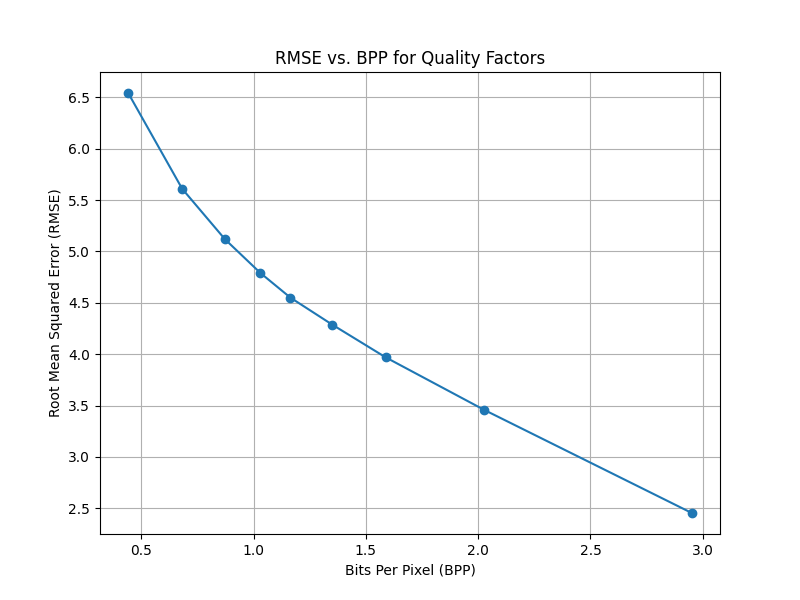 RMSE vs. BPP for Quality Factors
Root Mean Squared Error (RMSE)
6.5
6.0
5.5
5.0
4.5
4.0
3.5
3.0
2.5
0.5 1.0 1.5 2.0 2.5 3.0
Bits Per Pixel (BPP)